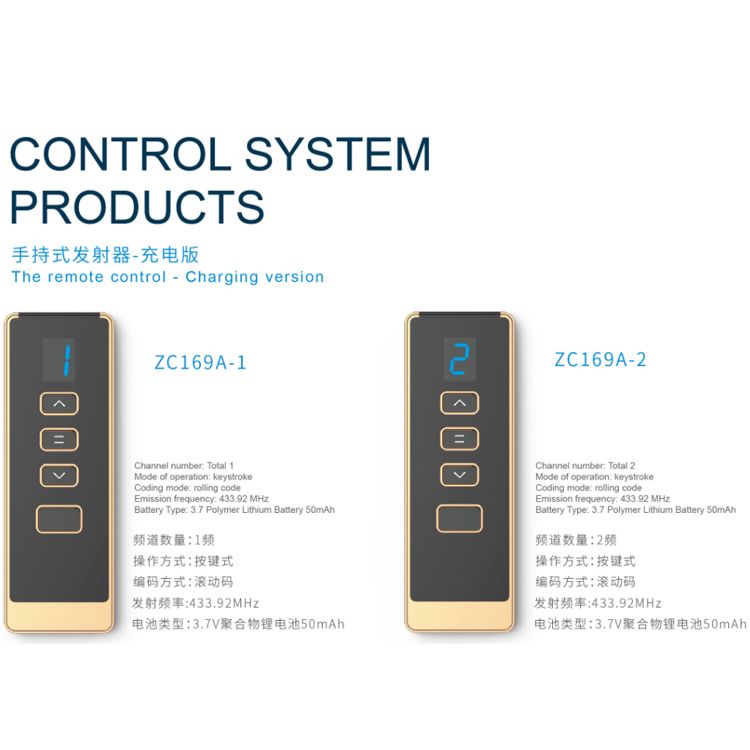 CONTROL SYSTEM
PRODUCTS
手持式发射器-充电版
The remote control - Charging version
1
ZC169A-1
Channel number: Total 1
Mode of operation: keystroke
Coding mode: rolling code
Emission frequency: 433.92 MHz
Battery Type: 3.7 Polymer Lithium Battery 50mAh
频道数量:1频
操作方式:按键式
编码方式:滚动码
发射频率:433.92MHz
电池类型:3.7V聚合物锂电池50mAh
2
ZC169A-2
Channel number: Total 2
Mode of operation: keystroke
Coding mode: rolling code
Emission frequency: 433.92 MHz
Battery Type: 3.7 Polymer Lithium Battery 50mAh
频道数量:2频
操作方式:按键式
编码方式:滚动码
发射频率:433.92MHz
电池类型:3.7V聚合物锂电池50mAh